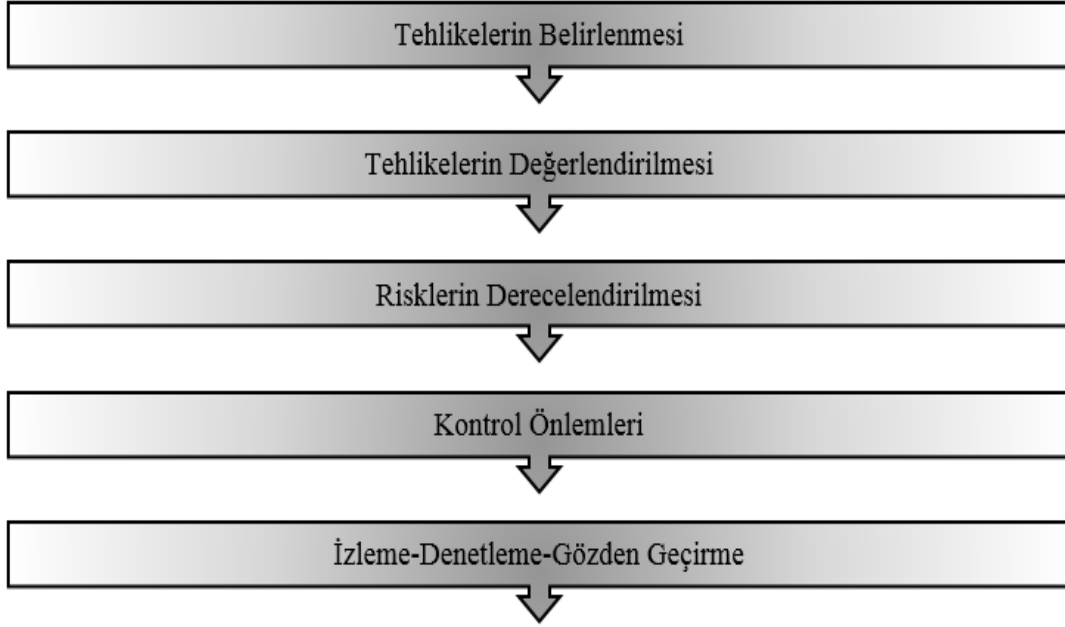 Tehlikelerin Belirlenmesi
Tehlikelerin Değerlendirilmesi
Risklerin Derecelendirilmesi
Kontrol Önlemleri
İzleme-Denetleme-Gözden Geçirme